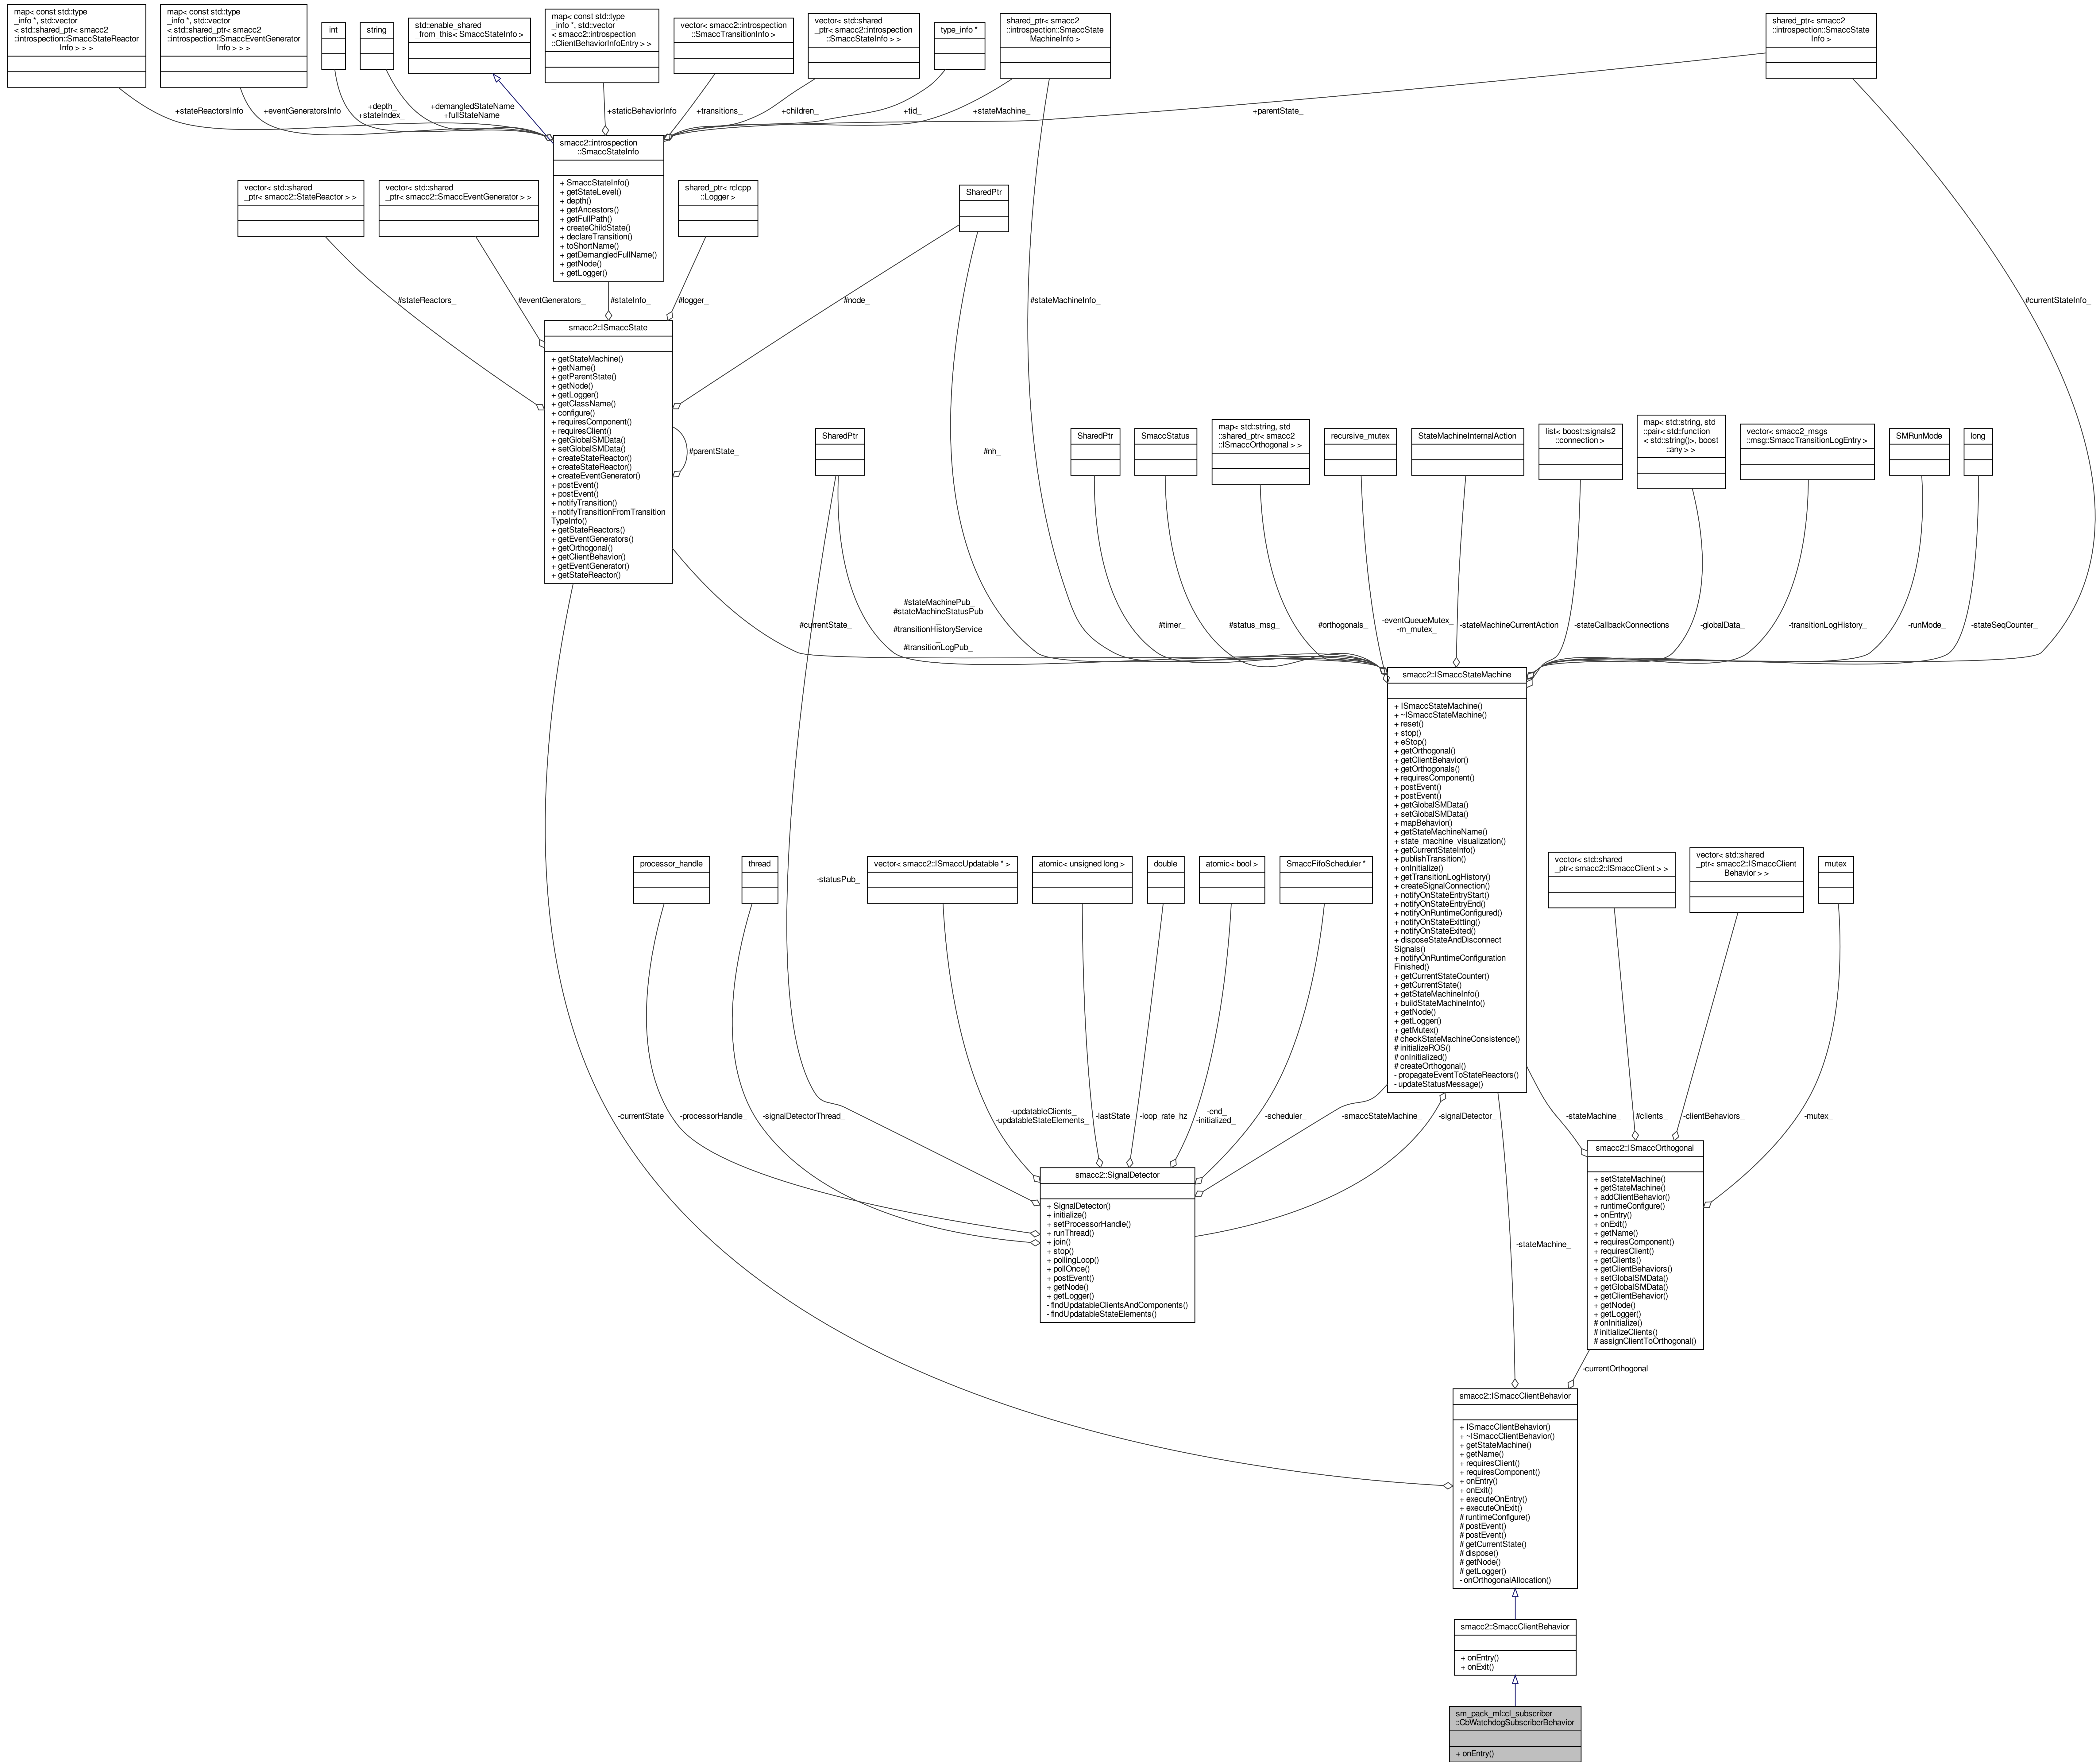 map< const std::type
_info *, std::vector
< std::shared_ptr< smacc2
::introspection::SmaccStateReactor
Info > > >
map< const std::type
_info *, std::vector
< std::shared_ptr< smacc2
::introspection::SmaccEventGenerator
Info > > >
int
string
std::enable_shared
_from_this< SmaccStateInfo >
map< const std::type
_info *, std::vector
< smacc2::introspection
::ClientBehaviorInfoEntry > >
vector< smacc2::introspection
::SmaccTransitionInfo >
vector< std::shared
_ptr< smacc2::introspection
::SmaccStateInfo > >
type_info *
shared_ptr< smacc2
::introspection::SmaccState
MachineInfo >
shared_ptr< smacc2
::introspection::SmaccState
Info >
+stateReactorsInfo
+eventGeneratorsInfo
+depth_
+stateIndex_
+demangledStateName
+fullStateName
+staticBehaviorInfo
+transitions_
+children_
+tid_
+stateMachine_
+parentState_
smacc2::introspection
::SmaccStateInfo
+ SmaccStateInfo()
+ getStateLevel()
+ depth()
+ getAncestors()
+ getFullPath()
+ createChildState()
+ declareTransition()
+ toShortName()
+ getDemangledFullName()
+ getNode()
+ getLogger()
vector< std::shared
_ptr< smacc2::StateReactor > >
vector< std::shared
_ptr< smacc2::SmaccEventGenerator > >
shared_ptr< rclcpp
::Logger >
SharedPtr
#stateReactors_
#eventGenerators_
#stateInfo_
#logger_
#node_
#stateMachineInfo_
#currentStateInfo_
smacc2::ISmaccState
+ getStateMachine()
+ getName()
+ getParentState()
+ getNode()
+ getLogger()
+ getClassName()
+ configure()
+ requiresComponent()
+ requiresClient()
+ getGlobalSMData()
+ setGlobalSMData()
+ createStateReactor()
+ createStateReactor()
+ createEventGenerator()
+ postEvent()
+ postEvent()
+ notifyTransition()
+ notifyTransitionFromTransition
TypeInfo()
+ getStateReactors()
+ getEventGenerators()
+ getOrthogonal()
+ getClientBehavior()
+ getEventGenerator()
+ getStateReactor()
#parentState_
SharedPtr
#nh_
SharedPtr
SmaccStatus
map< std::string, std
::shared_ptr< smacc2
::ISmaccOrthogonal > >
recursive_mutex
StateMachineInternalAction
list< boost::signals2
::connection >
map< std::string, std
::pair< std::function
< std::string()>, boost
::any > >
vector< smacc2_msgs
::msg::SmaccTransitionLogEntry >
SMRunMode
long
#currentState_
#stateMachinePub_
#stateMachineStatusPub
_
#transitionHistoryService
_
#transitionLogPub_
#timer_
#status_msg_
#orthogonals_
-eventQueueMutex_
-m_mutex_
-stateMachineCurrentAction
-stateCallbackConnections
-globalData_
-transitionLogHistory_
-runMode_
-stateSeqCounter_
smacc2::ISmaccStateMachine
+ ISmaccStateMachine()
+ ~ISmaccStateMachine()
+ reset()
+ stop()
+ eStop()
+ getOrthogonal()
+ getClientBehavior()
+ getOrthogonals()
+ requiresComponent()
+ postEvent()
+ postEvent()
+ getGlobalSMData()
+ setGlobalSMData()
+ mapBehavior()
+ getStateMachineName()
+ state_machine_visualization()
+ getCurrentStateInfo()
+ publishTransition()
+ onInitialize()
+ getTransitionLogHistory()
+ createSignalConnection()
+ notifyOnStateEntryStart()
+ notifyOnStateEntryEnd()
+ notifyOnRuntimeConfigured()
+ notifyOnStateExitting()
+ notifyOnStateExited()
+ disposeStateAndDisconnect
Signals()
+ notifyOnRuntimeConfiguration
Finished()
+ getCurrentStateCounter()
+ getCurrentState()
+ getStateMachineInfo()
+ buildStateMachineInfo()
+ getNode()
+ getLogger()
+ getMutex()
# checkStateMachineConsistence()
# initializeROS()
# onInitialized()
# createOrthogonal()
- propagateEventToStateReactors()
- updateStatusMessage()
processor_handle
thread
-statusPub_
vector< smacc2::ISmaccUpdatable * >
atomic< unsigned long >
double
atomic< bool >
SmaccFifoScheduler *
vector< std::shared
_ptr< smacc2::ISmaccClient > >
vector< std::shared
_ptr< smacc2::ISmaccClient
Behavior > >
mutex
-currentState
-processorHandle_
-signalDetectorThread_
-updatableClients_
-updatableStateElements_
-lastState_
-loop_rate_hz
-end_
-initialized_
-scheduler_
-smaccStateMachine_
-signalDetector_
-stateMachine_
#clients_
-clientBehaviors_
-mutex_
smacc2::SignalDetector
+ SignalDetector()
+ initialize()
+ setProcessorHandle()
+ runThread()
+ join()
+ stop()
+ pollingLoop()
+ pollOnce()
+ postEvent()
+ getNode()
+ getLogger()
- findUpdatableClientsAndComponents()
- findUpdatableStateElements()
smacc2::ISmaccOrthogonal
+ setStateMachine()
+ getStateMachine()
+ addClientBehavior()
+ runtimeConfigure()
+ onEntry()
+ onExit()
+ getName()
+ requiresComponent()
+ requiresClient()
+ getClients()
+ getClientBehaviors()
+ setGlobalSMData()
+ getGlobalSMData()
+ getClientBehavior()
+ getNode()
+ getLogger()
# onInitialize()
# initializeClients()
# assignClientToOrthogonal()
-stateMachine_
-currentOrthogonal
smacc2::ISmaccClientBehavior
+ ISmaccClientBehavior()
+ ~ISmaccClientBehavior()
+ getStateMachine()
+ getName()
+ requiresClient()
+ requiresComponent()
+ onEntry()
+ onExit()
+ executeOnEntry()
+ executeOnExit()
# runtimeConfigure()
# postEvent()
# postEvent()
# getCurrentState()
# dispose()
# getNode()
# getLogger()
- onOrthogonalAllocation()
smacc2::SmaccClientBehavior
+ onEntry()
+ onExit()
sm_pack_ml::cl_subscriber
::CbWatchdogSubscriberBehavior
+ onEntry()